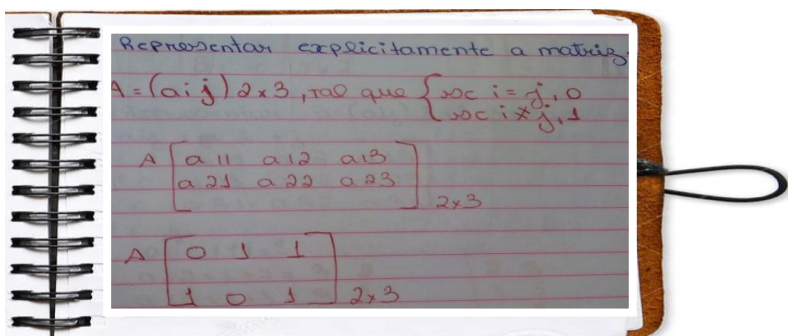 Representar explicitamente a matriz
A = (aij) 2x3, tal que { se i = j, 0
se i ≠ j, 1
A [ a11 a12 a13
a21 a22 a23 ] 2x3
A [ 0 1 1
1 0 1 ] 2x3